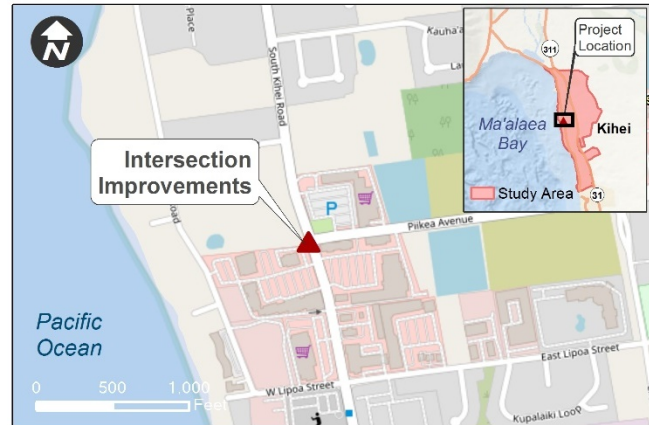 N
Place
South Kihei Road
Kauha'a
Intersection
Improvements
P
Piikea Avenue
Road
Pacific
Ocean
W Lipoa Street
East Lipoa Street
Kupalaiki Loop
0 500 1,000
Feet
311
Project
Location
Ma'alaea
Bay
Kihei
Study Area
31